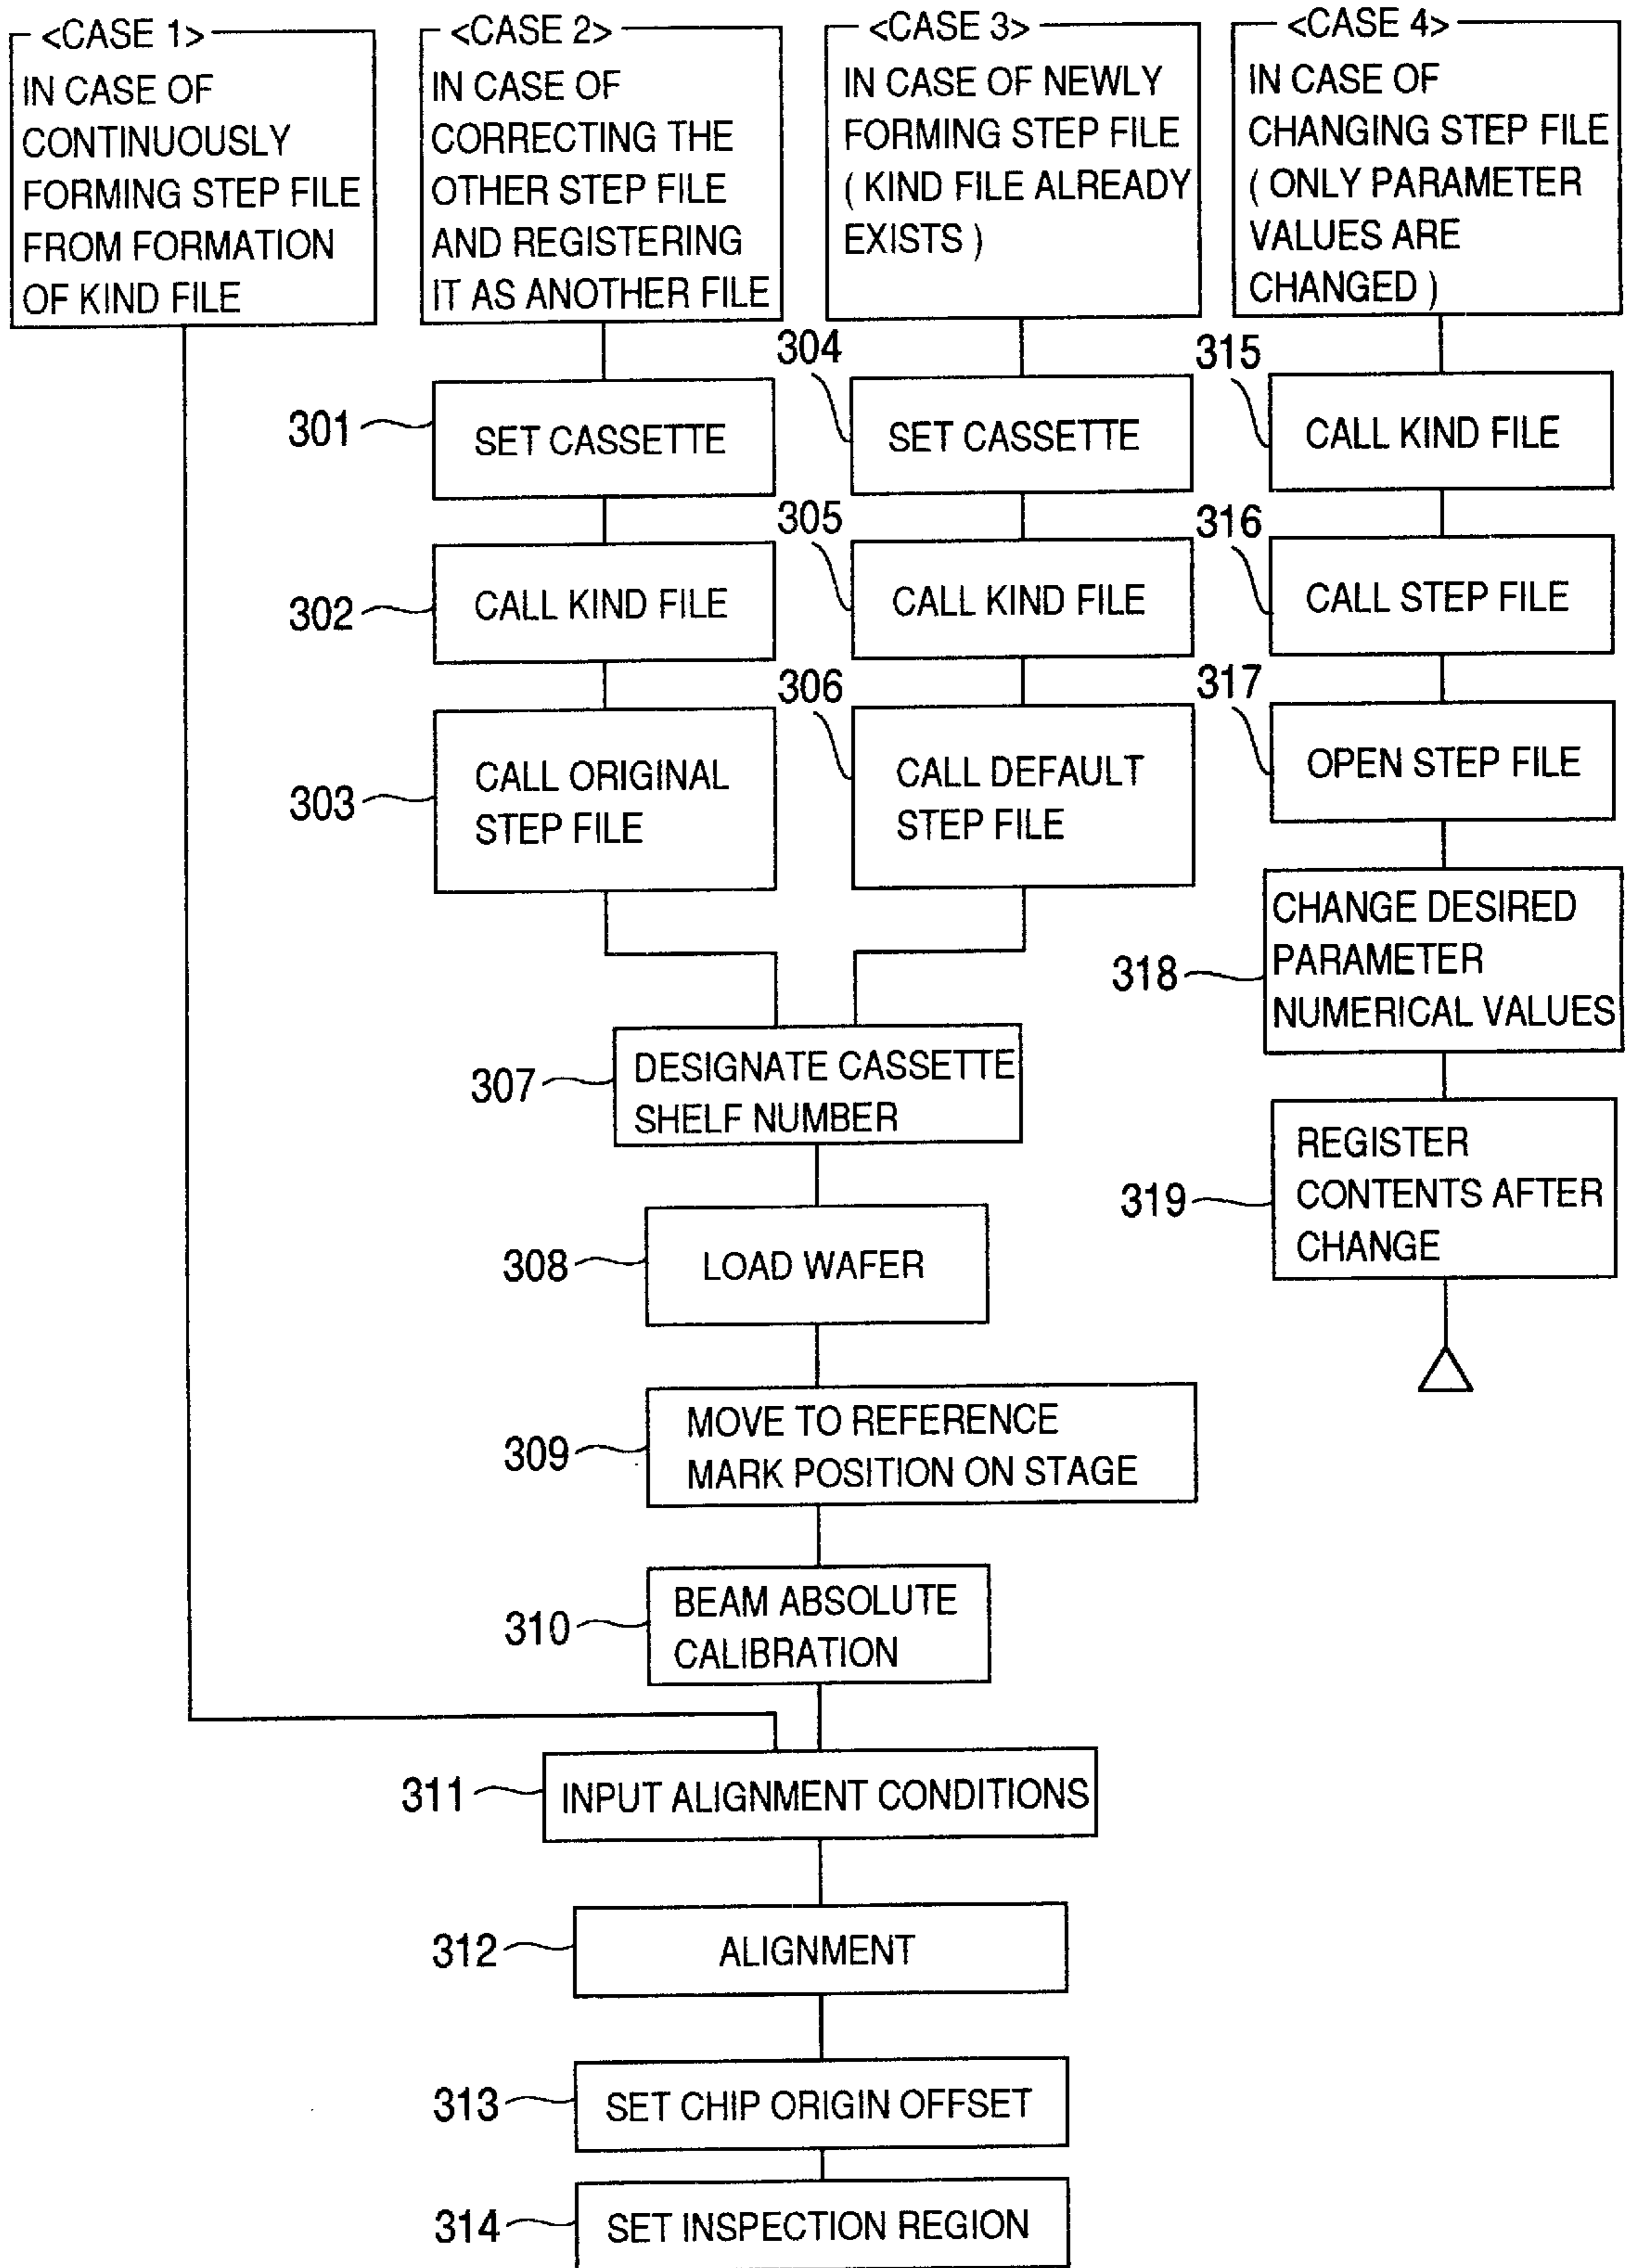 <CASE 1>
IN CASE OF
CONTINUOUSLY
FORMING STEP FILE
FROM FORMATION
OF KIND FILE
<CASE 2>
IN CASE OF
CORRECTING THE
OTHER STEP FILE
AND REGISTERING
IT AS ANOTHER FILE
<CASE 3>
IN CASE OF NEWLY
FORMING STEP FILE
( KIND FILE ALREADY
EXISTS )
<CASE 4>
IN CASE OF
CHANGING STEP FILE
( ONLY PARAMETER
VALUES ARE
CHANGED )
301
SET CASSETTE
302
CALL KIND FILE
303
CALL ORIGINAL
STEP FILE
304
SET CASSETTE
305
CALL KIND FILE
306
CALL DEFAULT
STEP FILE
315
CALL KIND FILE
316
CALL STEP FILE
317
OPEN STEP FILE
318
CHANGE DESIRED
PARAMETER
NUMERICAL VALUES
319
REGISTER
CONTENTS AFTER
CHANGE
307
DESIGNATE CASSETTE
SHELF NUMBER
308
LOAD WAFER
309
MOVE TO REFERENCE
MARK POSITION ON STAGE
310
BEAM ABSOLUTE
CALIBRATION
311
INPUT ALIGNMENT CONDITIONS
312
ALIGNMENT
313
SET CHIP ORIGIN OFFSET
314
SET INSPECTION REGION